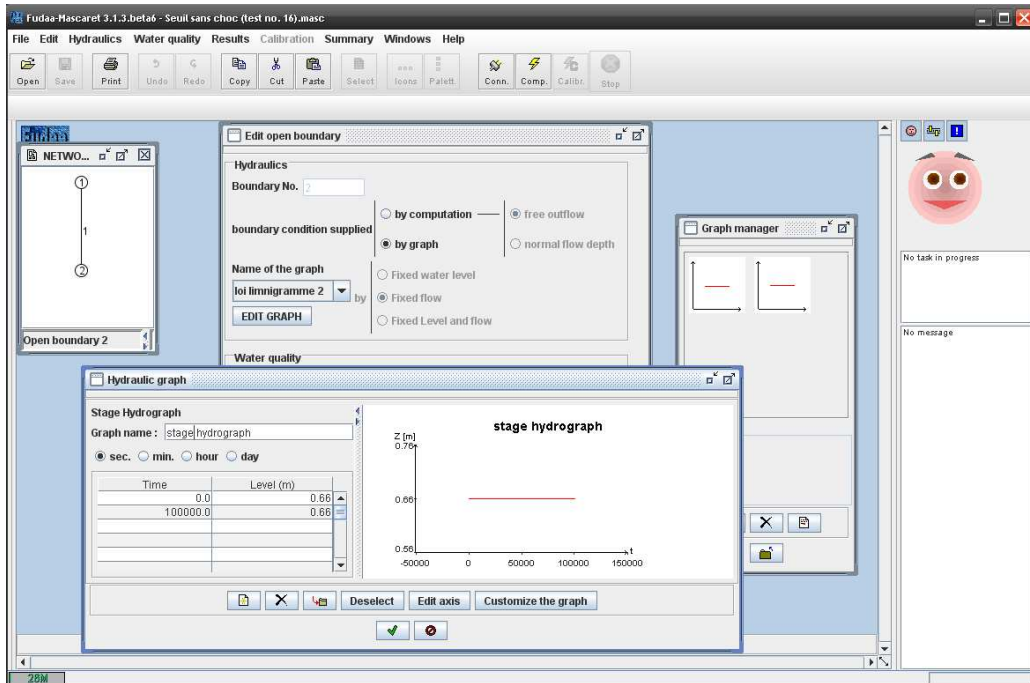 Fudaa-Mascaret 3.1.3.beta6 - Seuil sans choc (test no. 16).masc
File Edit Hydraulics Water quality Results Calibration Summary Windows Help
Open Save Print Undo Redo Copy Cut Paste Select Icons Palett. Conn. Comp. Calibr. Stop
Fudaa
NETWO...
1
1
2
Open boundary 2
Edit open boundary
Hydraulics
Boundary No. 2
boundary condition supplied
by computation
free outflow
by graph
normal flow depth
Name of the graph
loi limnigramme 2
by
Fixed water level
Fixed flow
Fixed Level and flow
EDIT GRAPH
Water quality
Graph manager
No task in progress
No message
Hydraulic graph
Stage Hydrograph
Graph name : stage hydrograph
sec. min. hour day
Time Level (m)
0.0 0.66
100000.0 0.66
stage hydrograph
Z [m]
0.76
0.66
0.56
t
-50000 0 50000 100000 150000
Deselect Edit axis Customize the graph
28M